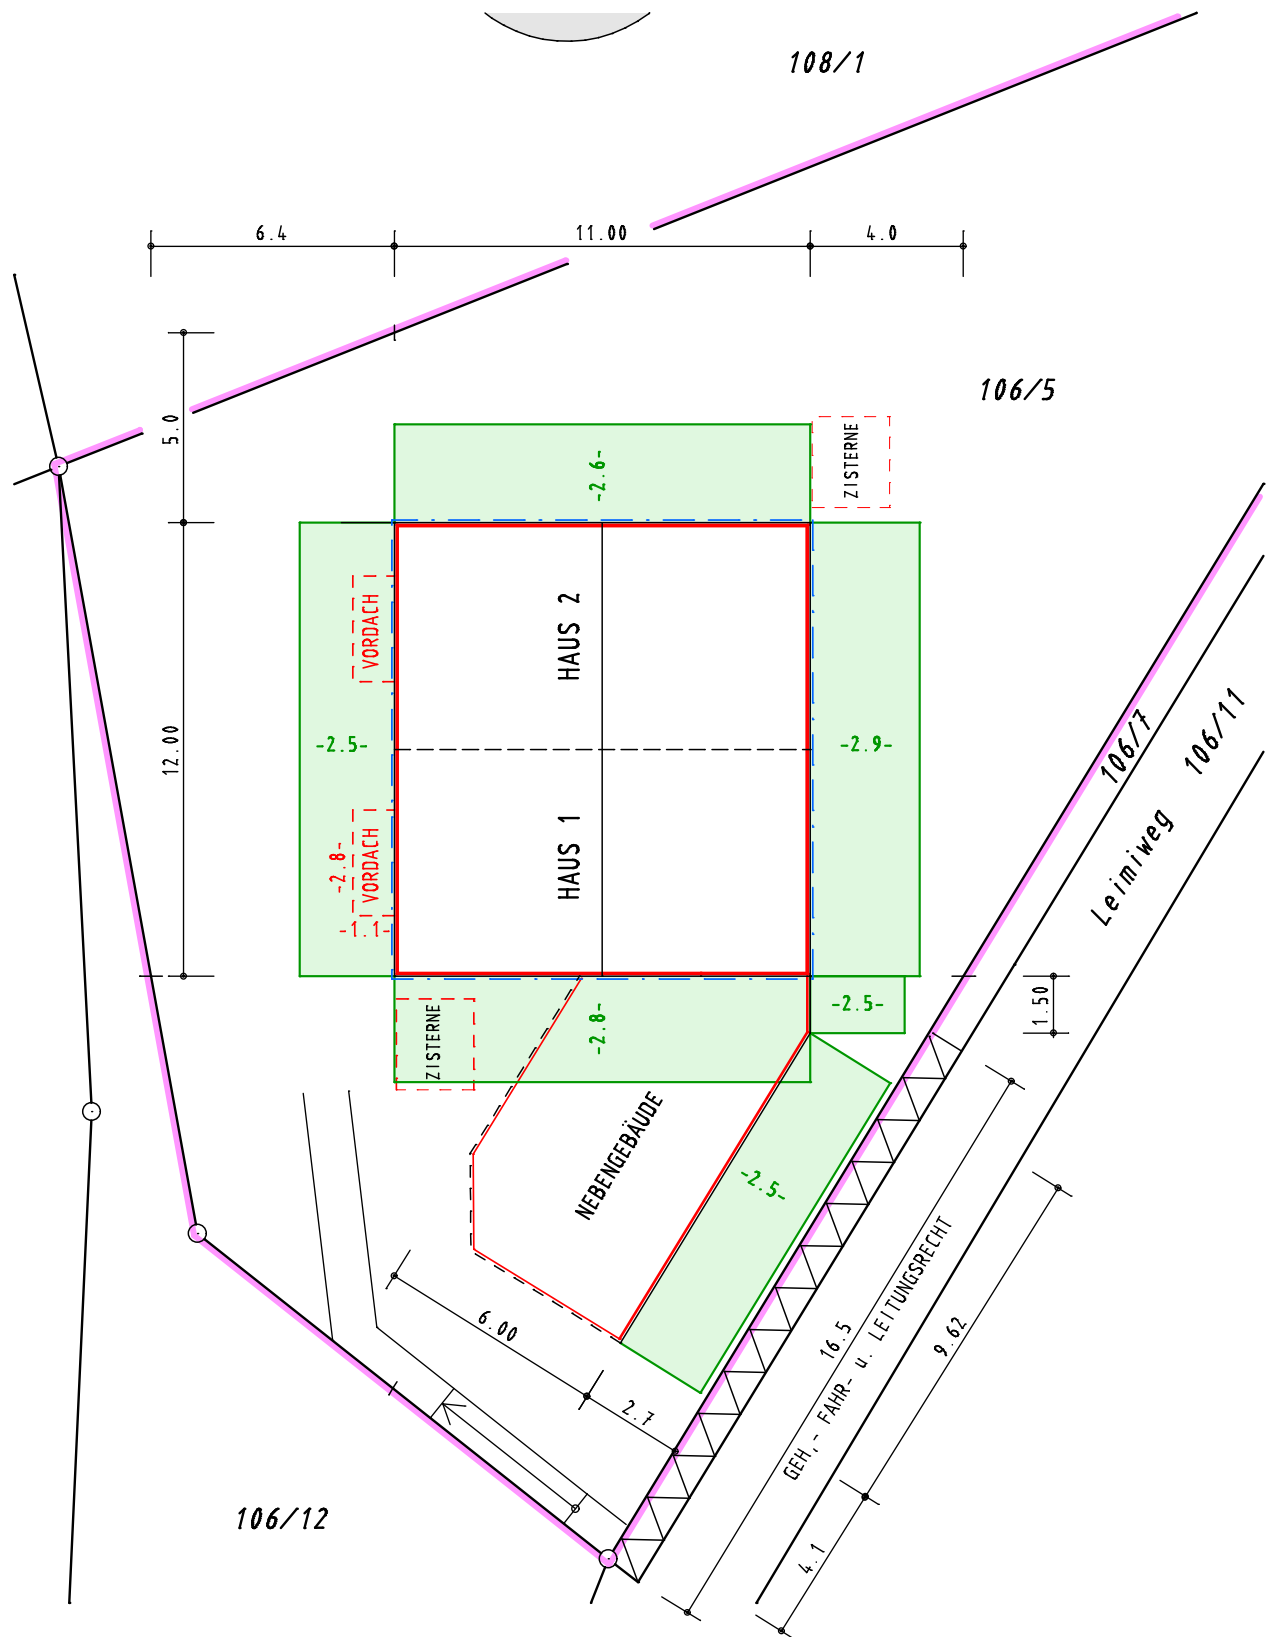 108/1
6.4
11.00
4.0
106/5
5.0
-2.6-
ZISTERNE
HAUS 2
VORDACH
12.00
-2.5-
-2.9-
106/7
106/11
HAUS 1
-2.8-
VORDACH
-1.1-
Leimiweg
ZISTERNE
-2.8-
-2.5-
1.50
NEBENGEBÄUDE
-2.5-
6.00
2.7
16.5
GEH,- FAHR- u. LEITUNGSRECHT
9.62
106/12
4.1